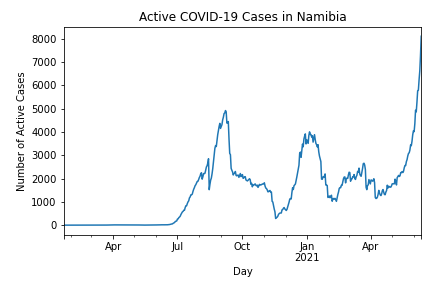 Active COVID-19 Cases in Namibia
8000
7000
6000
5000
4000
3000
2000
1000
0
Number of Active Cases
Apr Jul Oct Jan Apr
2021
Day